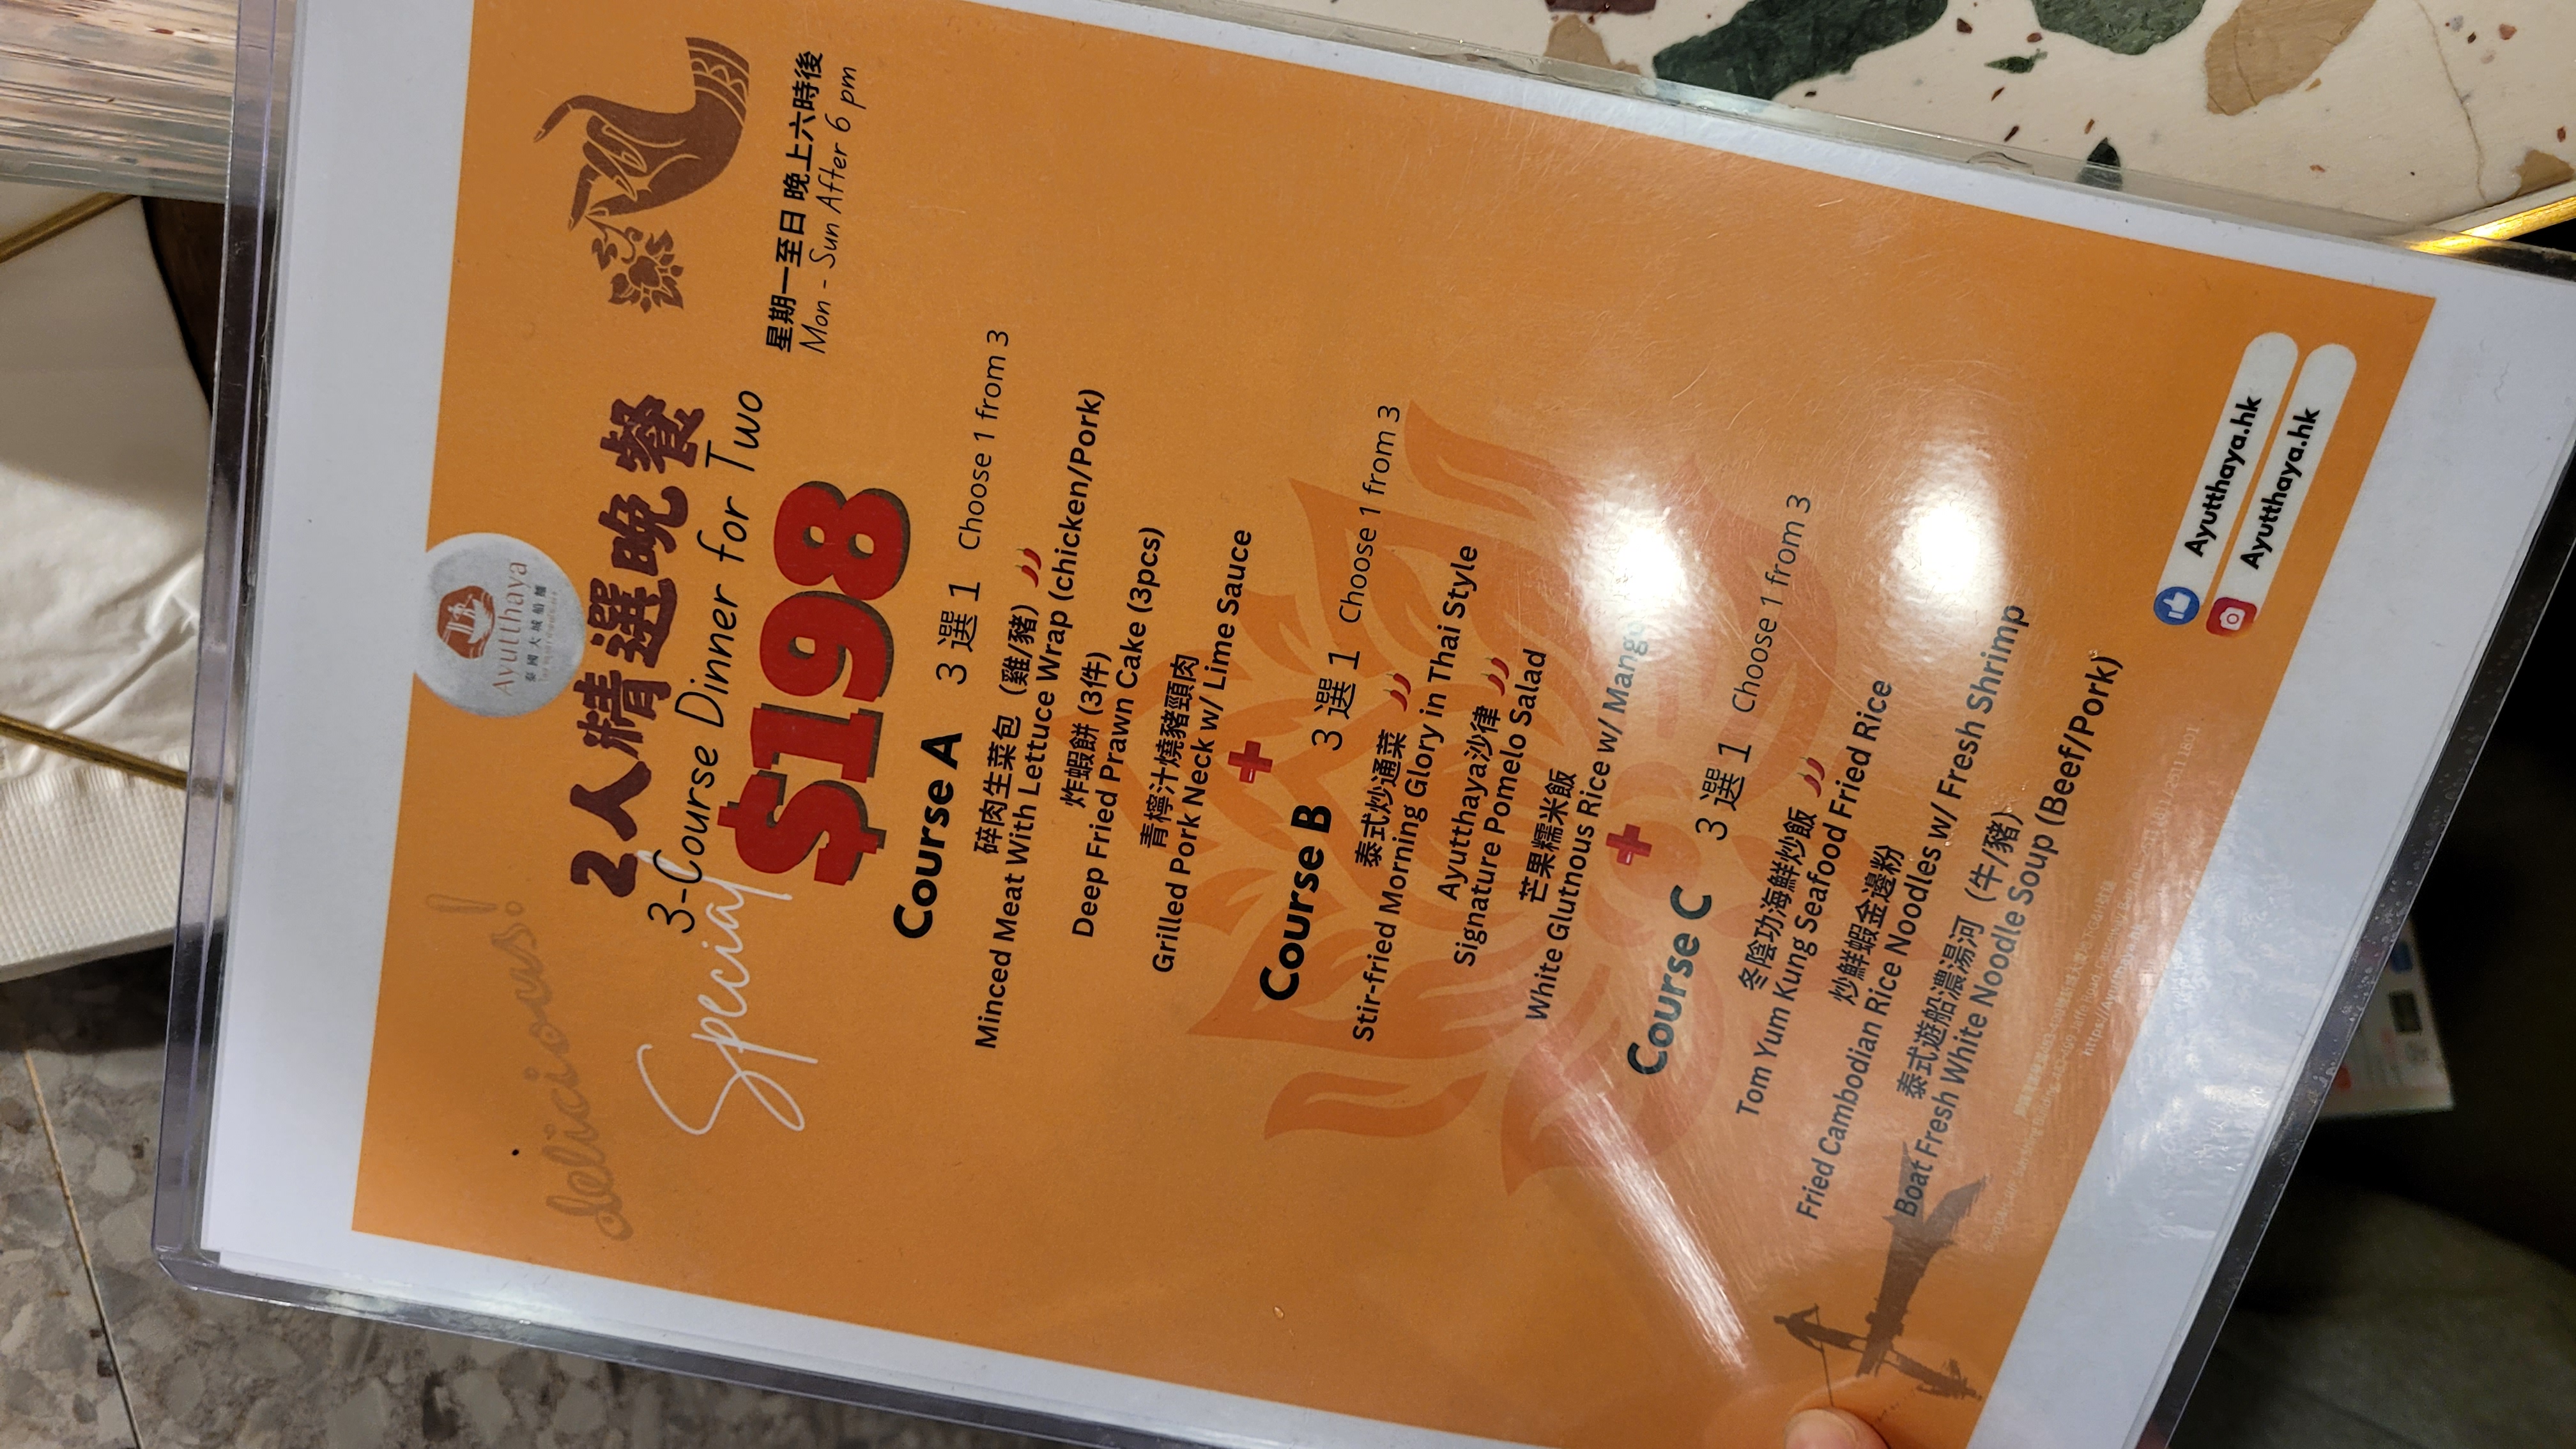 Ayutthaya
泰國大城船麵
delicious!
2人精選晚餐
3-Course Dinner for Two
Special
$198
星期一至日 晚上六時後
Mon - Sun After 6 pm
Course A 3 選 1 Choose 1 from 3
碎肉生菜包（雞/豬）
Minced Meat With Lettuce Wrap (chicken/Pork)
炸蝦餅 (3件)
Deep Fried Prawn Cake (3pcs)
青檸汁燒豬頸肉
Grilled Pork Neck w/ Lime Sauce
+
Course B 3 選 1 Choose 1 from 3
泰式炒通菜
Stir-fried Morning Glory in Thai Style
Ayutthaya沙律
Signature Pomelo Salad
芒果糯米飯
White Glutnous Rice w/ Mango
+
Course C 3 選 1 Choose 1 from 3
冬陰功海鮮炒飯
Tom Yum Kung Seafood Fried Rice
炒鮮蝦金邊粉
Fried Cambodian Rice Noodles w/ Fresh Shrimp
泰式遊船濃湯河（牛/豬）
Boat Fresh White Noodle Soup (Beef/Pork)
Ayutthaya.hk
Ayutthaya.hk